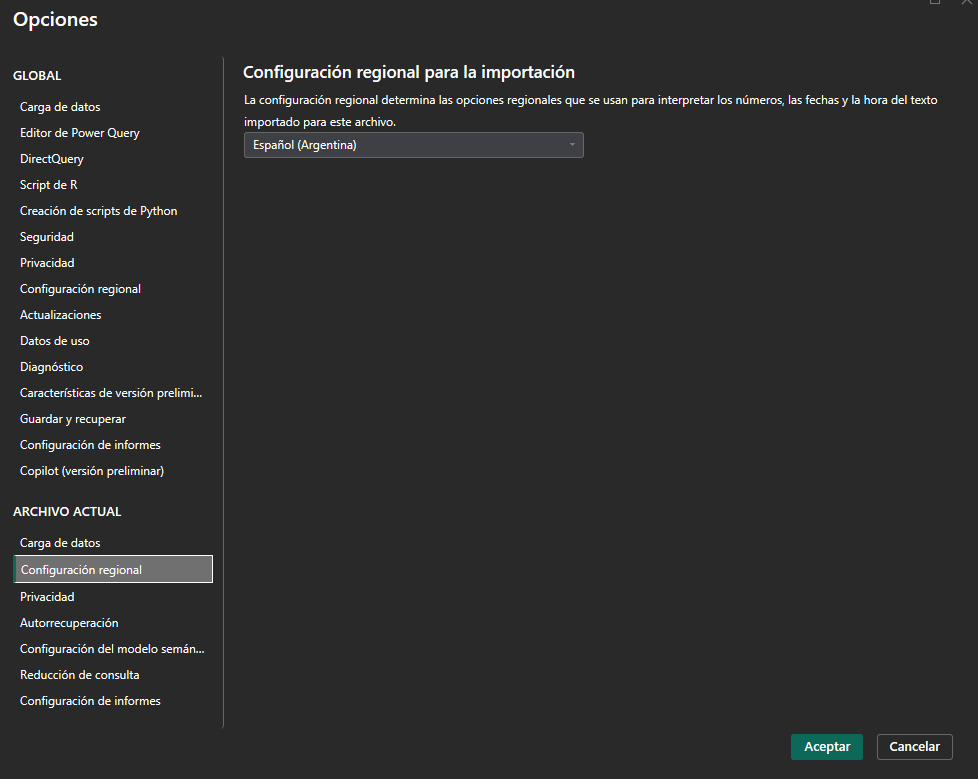 Opciones
GLOBAL
Carga de datos
Editor de Power Query
DirectQuery
Script de R
Creación de scripts de Python
Seguridad
Privacidad
Configuración regional
Actualizaciones
Datos de uso
Diagnóstico
Características de versión prelimi...
Guardar y recuperar
Configuración de informes
Copilot (versión preliminar)
ARCHIVO ACTUAL
Carga de datos
Configuración regional
Privacidad
Autorrecuperación
Configuración del modelo semán...
Reducción de consulta
Configuración de informes
Configuración regional para la importación
La configuración regional determina las opciones regionales que se usan para interpretar los números, las fechas y la hora del texto
importado para este archivo.
Español (Argentina)
Aceptar
Cancelar